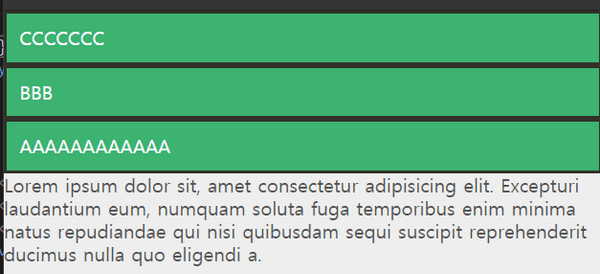 CCCCCCC
BBB
AAAAAAAAAAAA
Lorem ipsum dolor sit, amet consectetur adipisicing elit. Excepturi
laudantium eum, numquam soluta fuga temporibus enim minima
natus repudiandae qui nisi quibusdam sequi suscipit reprehenderit
ducimus nulla quo eligendi a.